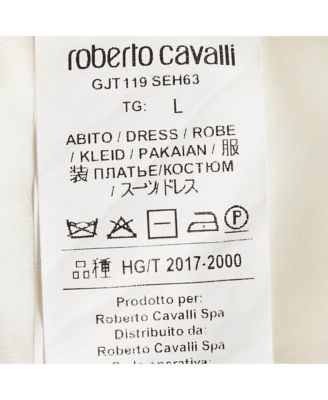 roberto cavalli
GJT119 SEH63
TG: L
ABITO / DRESS / ROBE
/ KLEID / PAKAIAN / 服
装 ПЛАТЬЕ/КОСТЮМ
/ スーツ/ドレス
P
品種 HG/T 2017-2000
Prodotto per:
Roberto Cavalli Spa
Distribuito da:
Roberto Cavalli Spa